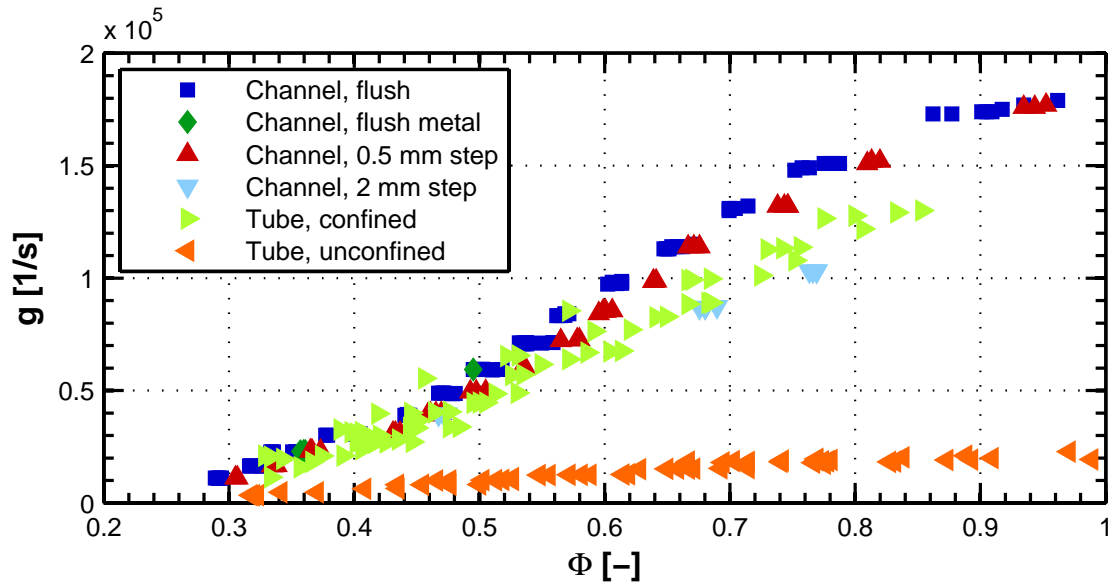 x 10^5
2
1.5
1
0.5
0
g [1/s]
Channel, flush
Channel, flush metal
Channel, 0.5 mm step
Channel, 2 mm step
Tube, confined
Tube, unconfined
0.2 0.3 0.4 0.5 0.6 0.7 0.8 0.9 1
Φ [−]